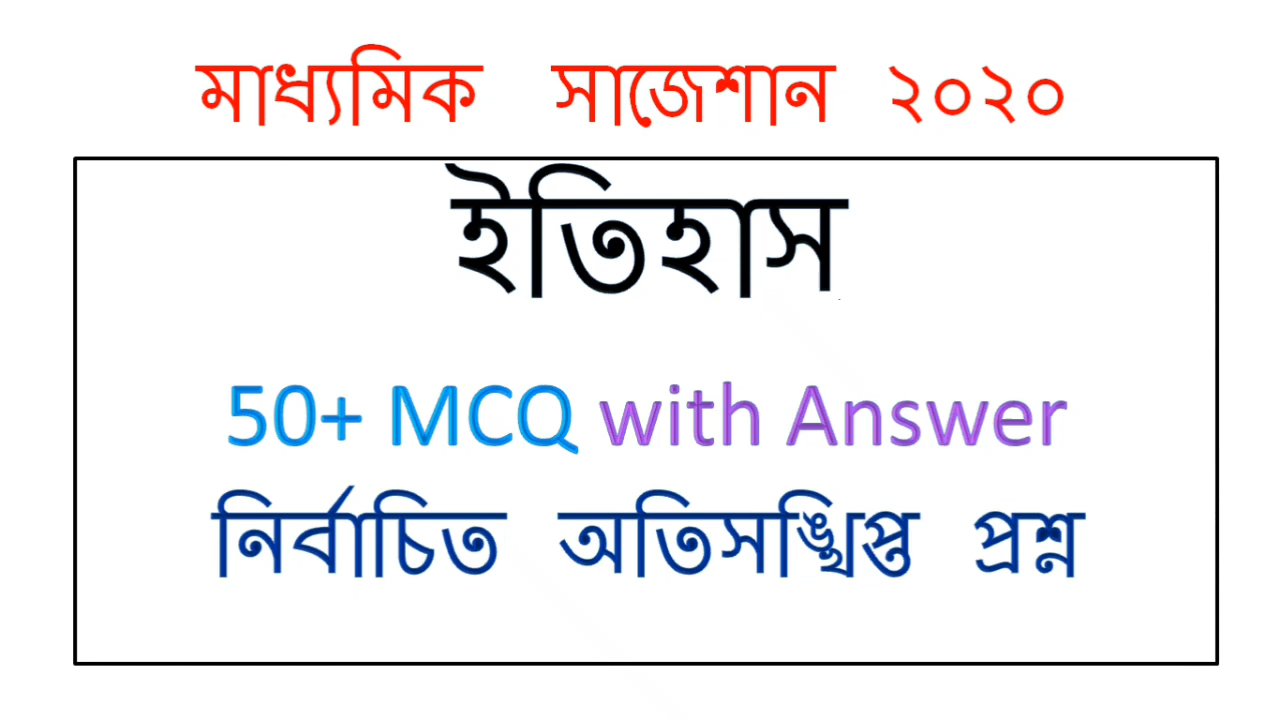 মাধ্যমিক সাজেশান ২০২০
ইতিহাস
50+ MCQ with Answer
নির্বাচিত অতিসঙ্খিপ্ত প্রশ্ন